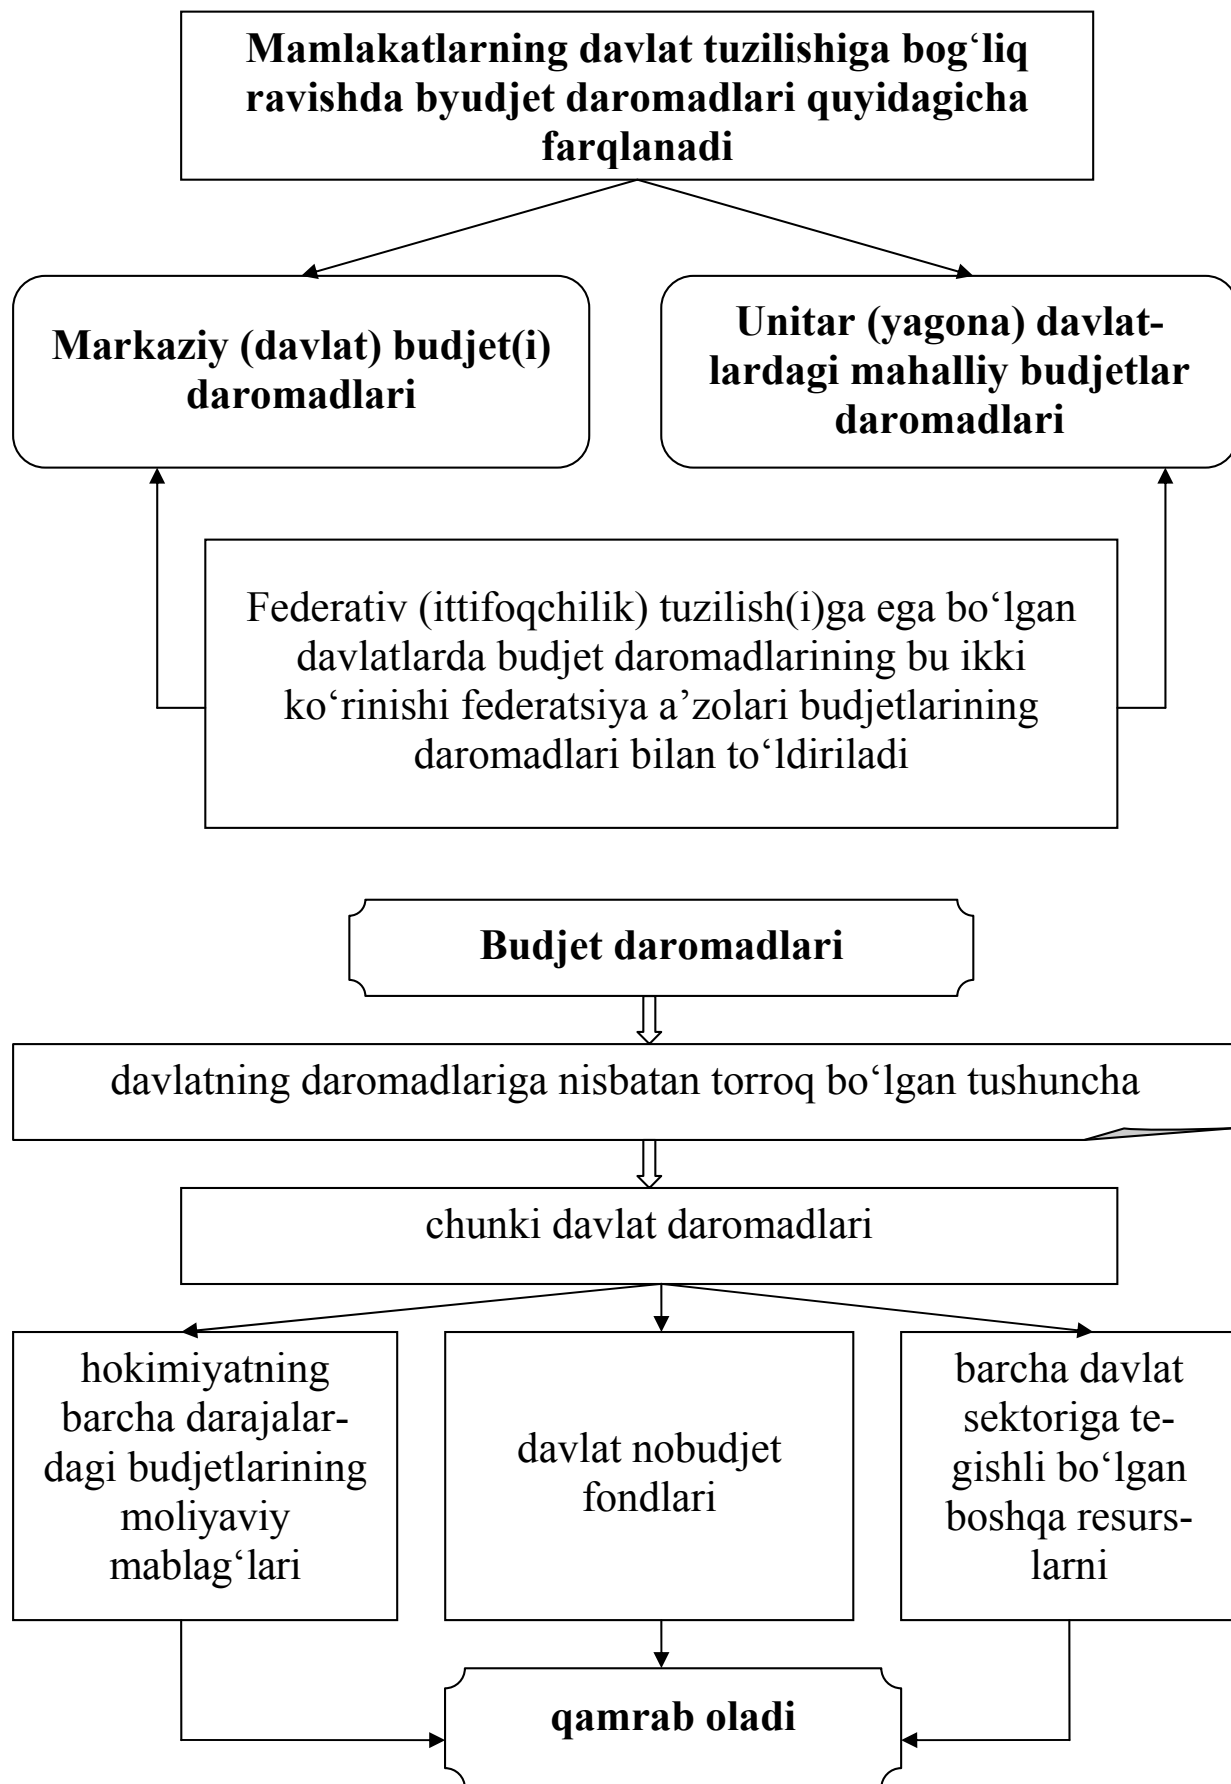 Mamlakatlarning davlat tuzilishiga bog‘liq
ravishda byudjet daromadlari quyidagicha
farqlanadi
Markaziy (davlat) budjet(i)
daromadlari
Unitar (yagona) davlat-
lardagi mahalliy budjetlar
daromadlari
Federativ (ittifoqchilik) tuzilish(i)ga ega bo‘lgan
davlatlarda budjet daromadlarining bu ikki
ko‘rinishi federatsiya a’zolari budjetlarining
daromadlari bilan to‘ldiriladi
Budjet daromadlari
davlatning daromadlariga nisbatan torroq bo‘lgan tushuncha
chunki davlat daromadlari
hokimiyatning
barcha darajalar-
dagi budjetlarining
moliyaviy
mablag‘lari
davlat nobudjet
fondlari
barcha davlat
sektoriga te-
gishli bo‘lgan
boshqa resurs-
larni
qamrab oladi